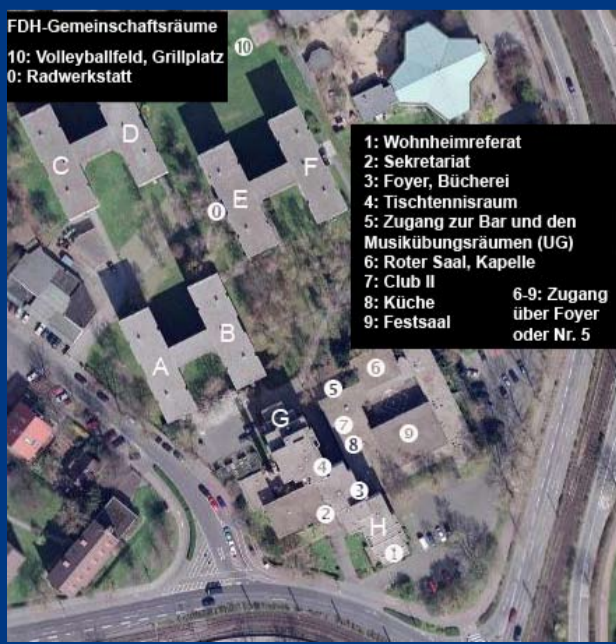 FDH-Gemeinschaftsräume
10: Volleyballfeld, Grillplatz
0: Radwerkstatt
10
D
C
F
E
0
1: Wohnheimreferat
2: Sekretariat
3: Foyer, Bücherei
4: Tischtennisraum
5: Zugang zur Bar und den
Musikübungsräumen (UG)
6: Roter Saal, Kapelle
7: Club II
8: Küche
9: Festsaal
6-9: Zugang
über Foyer
oder Nr. 5
B
A
6
5
G
7
9
8
4
3
2
H
1